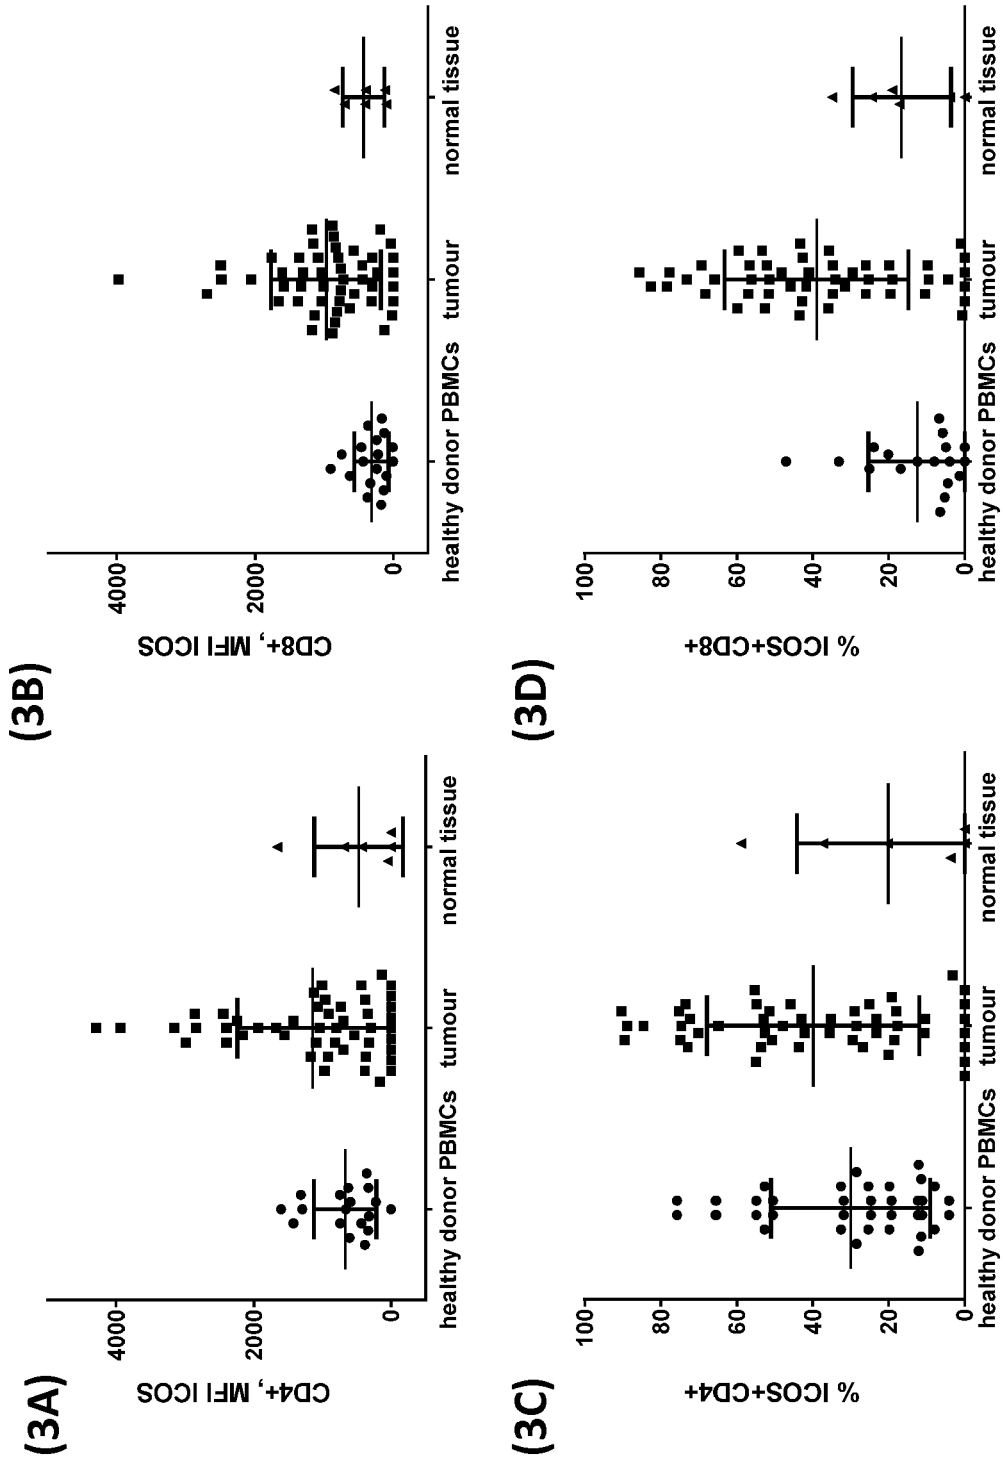 (3A)
CD4+, MFI ICOS
4000
2000
0
healthy donor PBMCs tumour normal tissue
(3B)
CD8+, MFI ICOS
4000
2000
0
healthy donor PBMCs tumour normal tissue
(3C)
% ICOS+CD4+
100
80
60
40
20
0
healthy donor PBMCs tumour normal tissue
(3D)
% ICOS+CD8+
100
80
60
40
20
0
healthy donor PBMCs tumour normal tissue